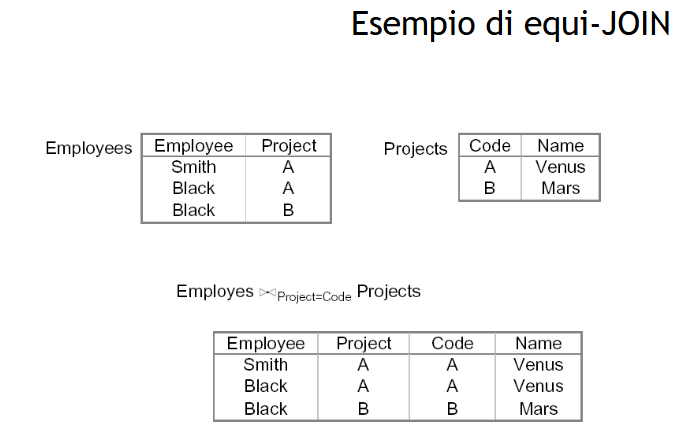 Esempio di equi-JOIN
Employees
Employee Project
Smith A
Black A
Black B
Projects
Code Name
A Venus
B Mars
Employes ⋈Project=Code Projects
Employee Project Code Name
Smith A A Venus
Black A A Venus
Black B B Mars